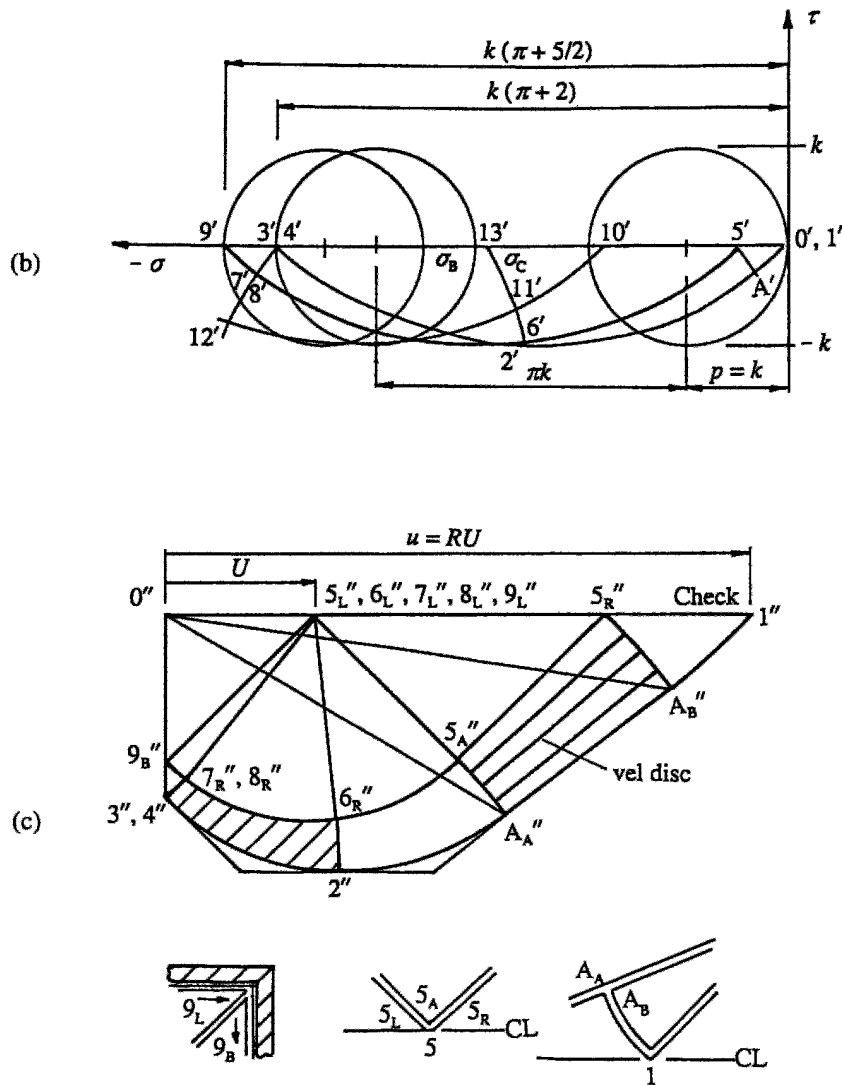 τ
k (π + 5/2)
k (π + 2)
k
9′ 3′ 4′ 13′ 10′ 5′ 0′, 1′
(b)
– σ
σB σC
7′ 8′ 11′ A′
12′ 6′
2′ – k
πk p = k
u = RU
U
0″ 5L″, 6L″, 7L″, 8L″, 9L″ 5R″ Check 1″
AB″
5A″
9B″
7R″, 8R″ vel disc
6R″
3″, 4″
(c)
AA″
2″
AA
AB
9L 5A
5L 5R CL
9B 5
1 CL